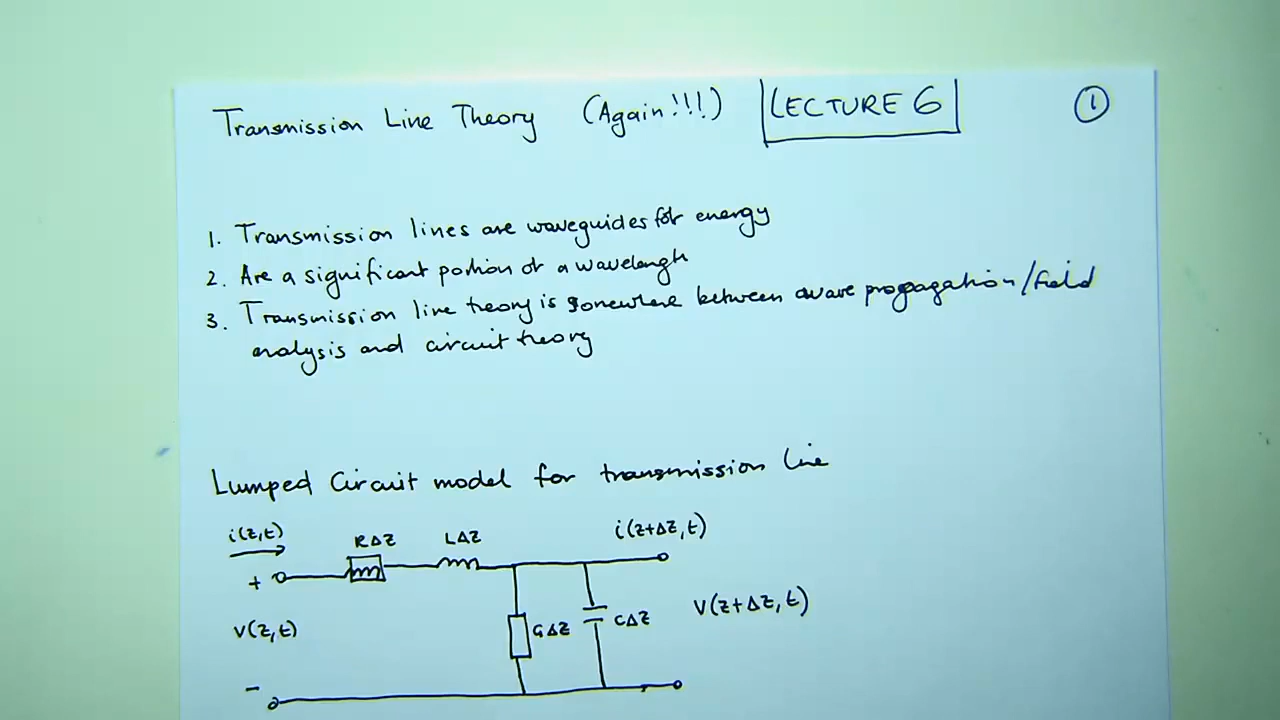 Transmission Line Theory (Again!!!) LECTURE 6 1
1. Transmission lines are waveguides for energy
2. Are a significant portion of a wavelength
3. Transmission line theory is somewhere between wave propagation/field
analysis and circuit theory
Lumped Circuit model for transmission line
i(z,t) RΔZ LΔZ i(z+Δz,t)
+
V(z,t) GΔZ CΔZ V(z+Δz,t)
-